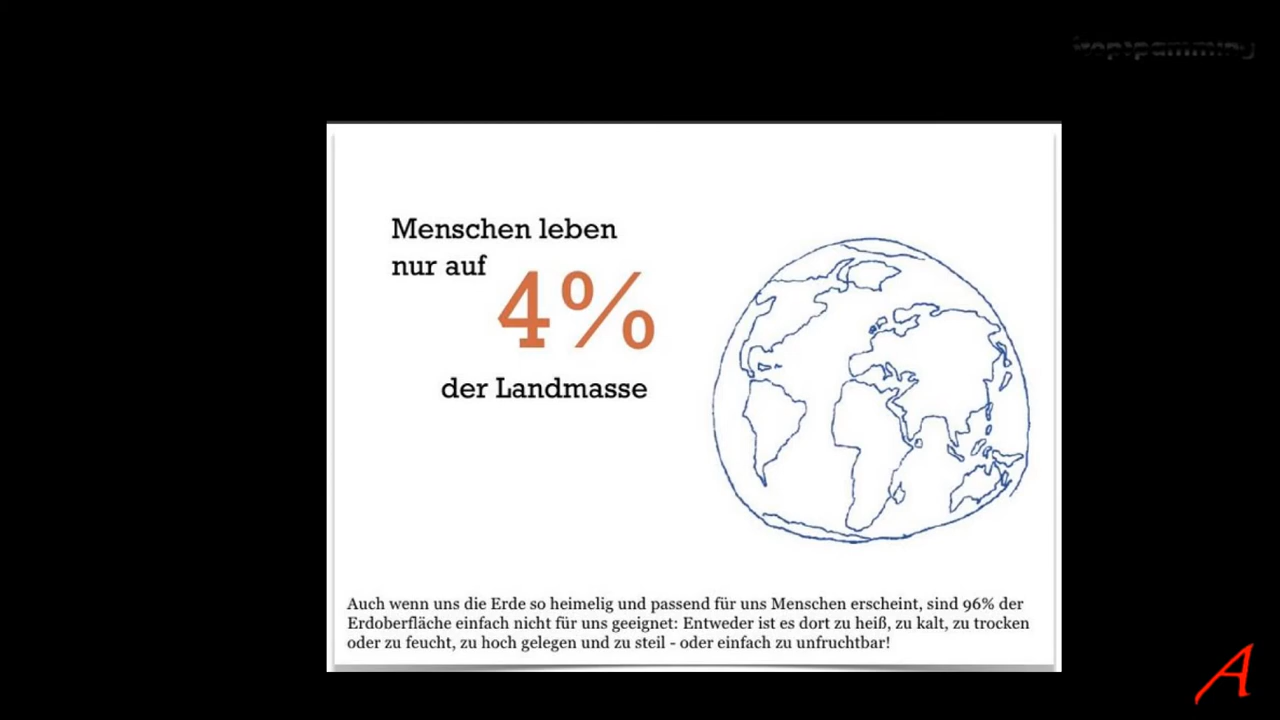 Menschen leben
nur auf
4%
der Landmasse
Auch wenn uns die Erde so heimelig und passend für uns Menschen erscheint, sind 96% der
Erdoberfläche einfach nicht für uns geeignet: Entweder ist es dort zu heiß, zu kalt, zu trocken
oder zu feucht, zu hoch gelegen und zu steil - oder einfach zu unfruchtbar!
A